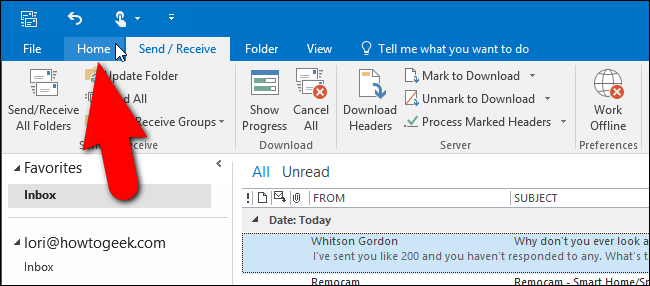 File Home Send / Receive Folder View Tell me what you want to do
Send/Receive All Folders
Update Folder
All
Receive Groups
Show Progress
Cancel All
Download
Download Headers
Mark to Download
Unmark to Download
Process Marked Headers
Server
Work Offline
Preferences
Favorites
Inbox
lori@howtogeek.com
Inbox
All Unread
! FROM SUBJECT
Date: Today
Whitson Gordon Why don't you ever look a
I've sent you like 200 and you haven't responded to any. What's t
Remocam Remocam - Smart Home/S